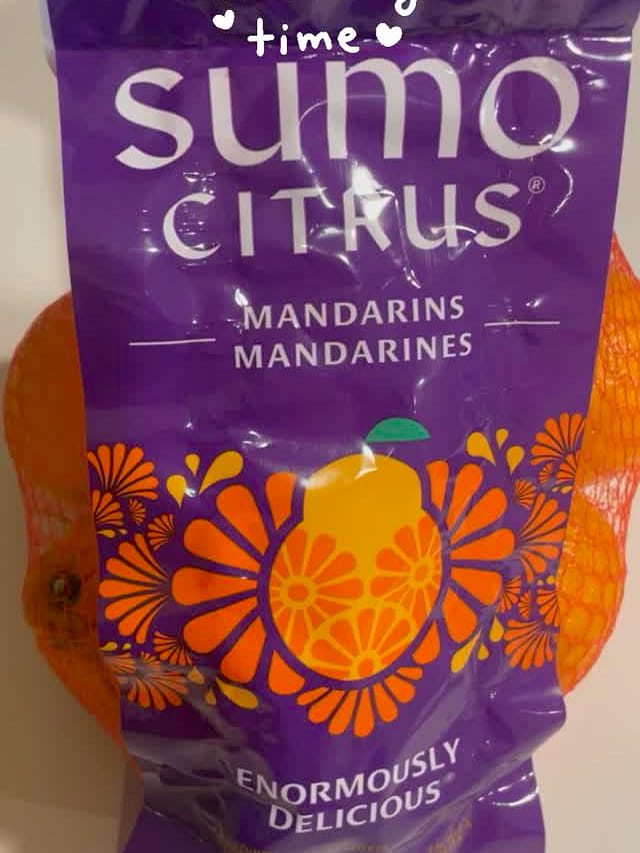 time
sumo
CITRUS®
MANDARINS
MANDARINES
ENORMOUSLY
DELICIOUS